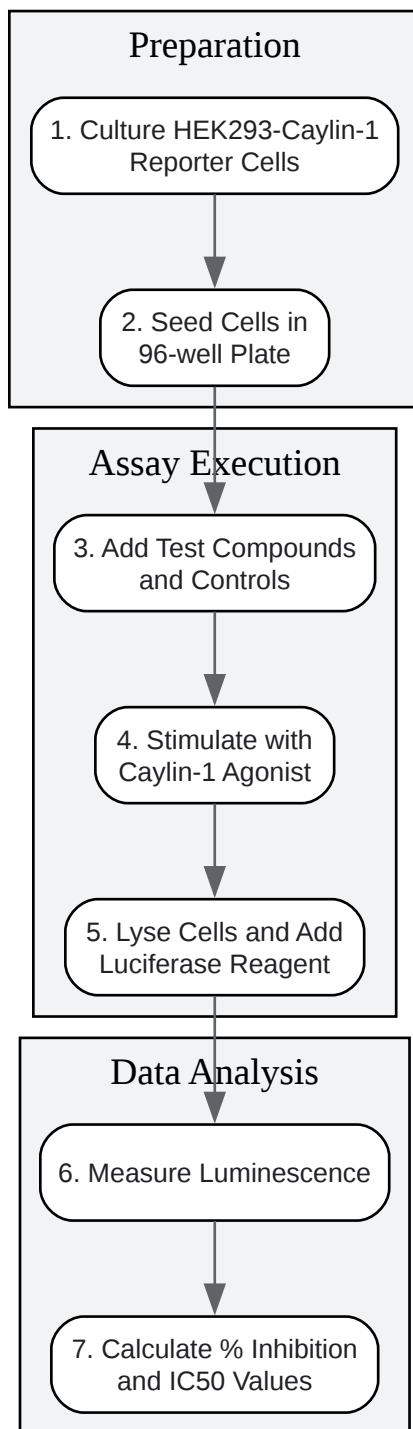 Preparation
1. Culture HEK293-Caylin-1
Reporter Cells
2. Seed Cells in
96-well Plate
Assay Execution
3. Add Test Compounds
and Controls
4. Stimulate with
Caylin-1 Agonist
5. Lyse Cells and Add
Luciferase Reagent
Data Analysis
6. Measure Luminescence
7. Calculate % Inhibition
and IC50 Values